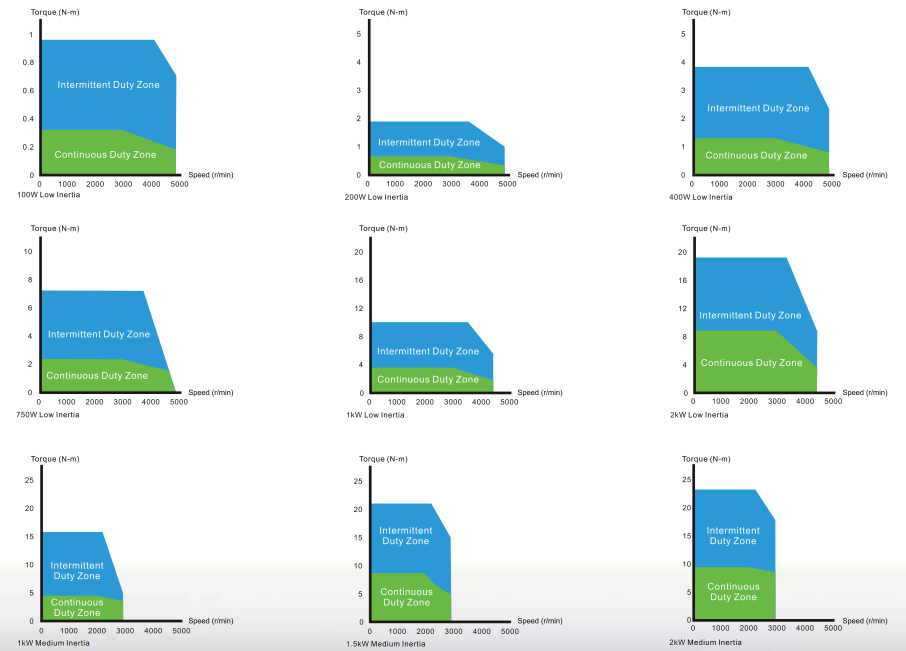 Torque (N-m)
1
0.8
0.6
0.4
0.2
0
Intermittent Duty Zone
Continuous Duty Zone
0 1000 2000 3000 4000 5000
Speed (r/min)
100W Low Inertia
Torque (N-m)
5
4
3
2
1
0
Intermittent Duty Zone
Continuous Duty Zone
0 1000 2000 3000 4000 5000
Speed (r/min)
200W Low Inertia
Torque (N-m)
5
4
3
2
1
0
Intermittent Duty Zone
Continuous Duty Zone
0 1000 2000 3000 4000 5000
Speed (r/min)
400W Low Inertia
Torque (N-m)
10
8
6
4
2
0
Intermittent Duty Zone
Continuous Duty Zone
0 1000 2000 3000 4000 5000
Speed (r/min)
750W Low Inertia
Torque (N-m)
20
16
12
8
4
0
Intermittent Duty Zone
Continuous Duty Zone
0 1000 2000 3000 4000 5000
Speed (r/min)
1kW Low Inertia
Torque (N-m)
20
16
12
8
4
0
Intermittent Duty Zone
Continuous Duty Zone
0 1000 2000 3000 4000 5000
Speed (r/min)
2kW Low Inertia
Torque (N-m)
25
20
15
10
5
0
Intermittent
Duty Zone
Continuous
Duty Zone
0 1000 2000 3000 4000 5000
Speed (r/min)
1kW Medium Inertia
Torque (N-m)
25
20
15
10
5
0
Intermittent
Duty Zone
Continuous
Duty Zone
0 1000 2000 3000 4000 5000
Speed (r/min)
1.5kW Medium Inertia
Torque (N-m)
25
20
15
10
5
0
Intermittent
Duty Zone
Continuous
Duty Zone
0 1000 2000 3000 4000 5000
Speed (r/min)
2kW Medium Inertia